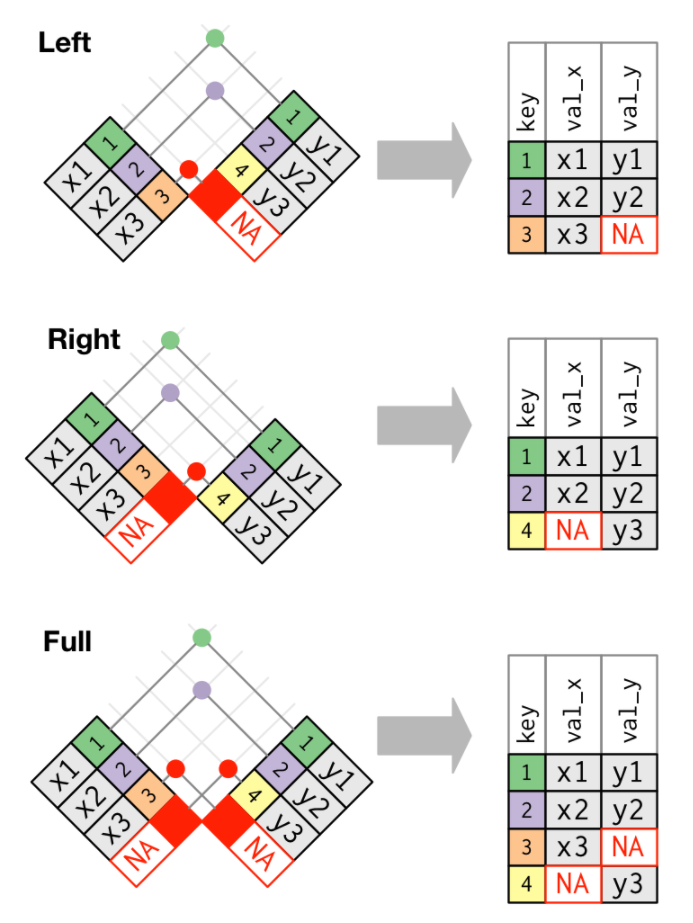 Left
1 2 3
x1 x2 x3
1 2 4
y1 y2 y3
NA
key val_x val_y
1 x1 y1
2 x2 y2
3 x3 NA
Right
1 2 3
x1 x2 x3
NA
1 2 4
y1 y2 y3
key val_x val_y
1 x1 y1
2 x2 y2
4 NA y3
Full
1 2 3
x1 x2 x3
NA
1 2 4
y1 y2 y3
NA
key val_x val_y
1 x1 y1
2 x2 y2
3 x3 NA
4 NA y3